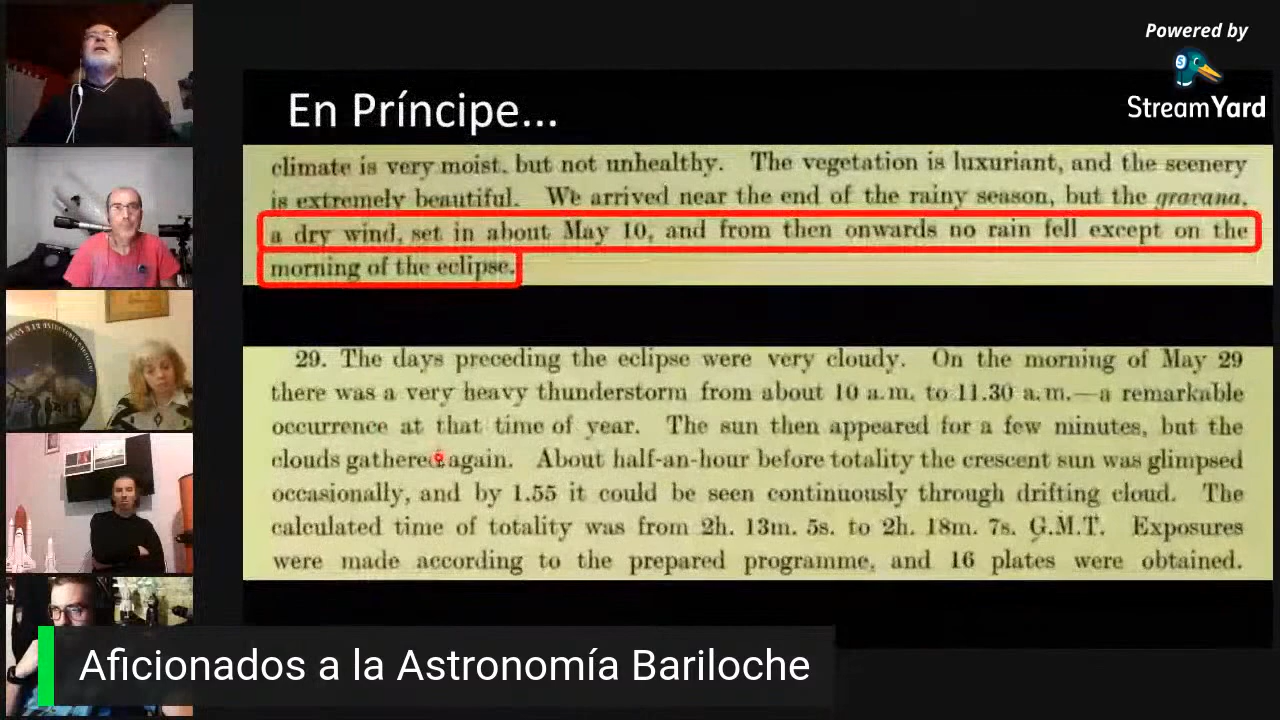 Powered by
StreamYard
En Príncipe...
climate is very moist, but not unhealthy. The vegetation is luxuriant, and the scenery
is extremely beautiful. We arrived near the end of the rainy season, but the gravana,
a dry wind, set in about May 10, and from then onwards no rain fell except on the
morning of the eclipse.
29. The days preceding the eclipse were very cloudy. On the morning of May 29
there was a very heavy thunderstorm from about 10 a.m. to 11.30 a.m.—a remarkable
occurrence at that time of year. The sun then appeared for a few minutes, but the
clouds gathered again. About half-an-hour before totality the crescent sun was glimpsed
occasionally, and by 1.55 it could be seen continuously through drifting cloud. The
calculated time of totality was from 2h. 13m. 5s. to 2h. 18m. 7s. G.M.T. Exposures
were made according to the prepared programme, and 16 plates were obtained.
Aficionados a la Astronomía Bariloche